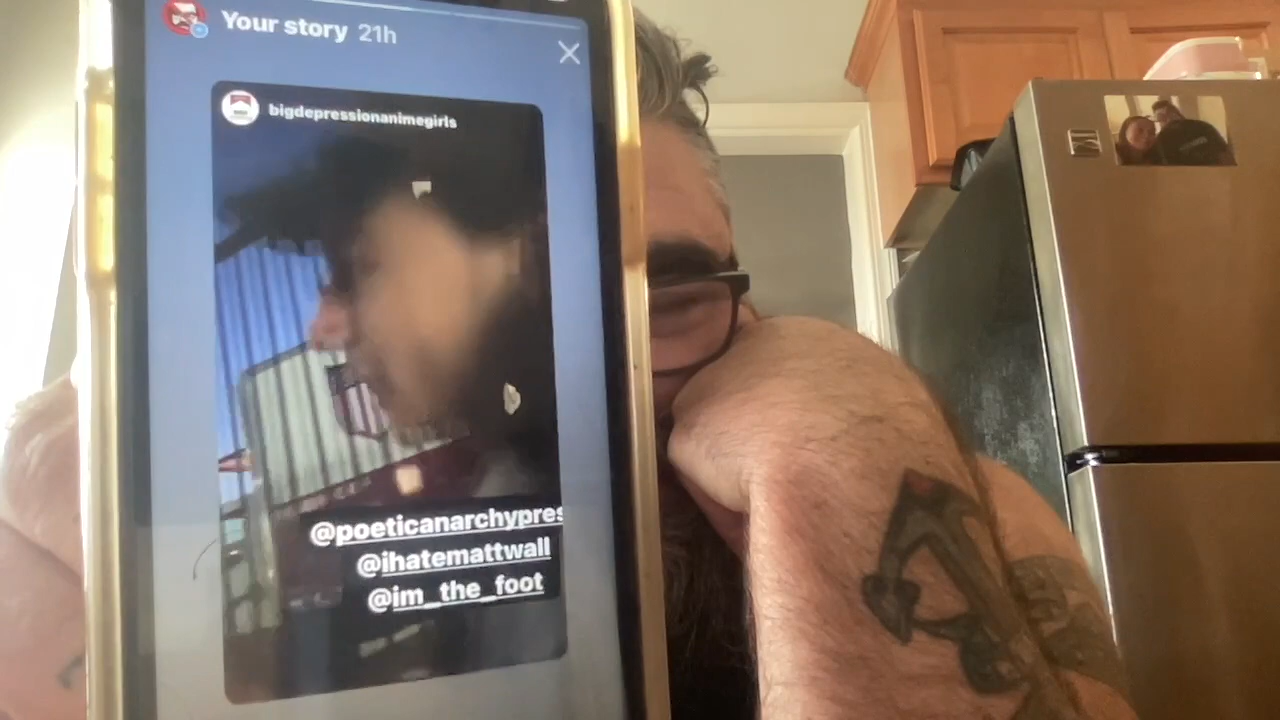 Your story 21h
bigdepressionanimegirls
@poeticanarchypres
@ihatemattwall
@im_the_foot